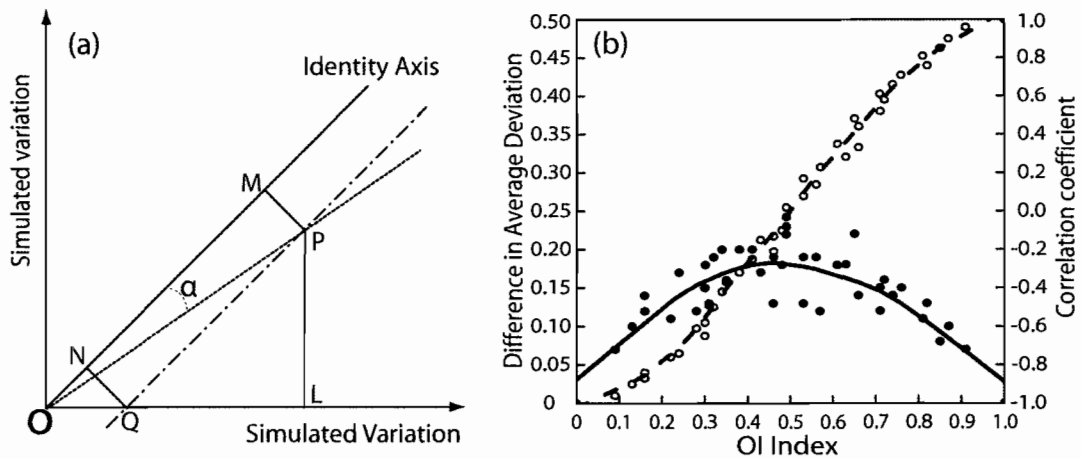 (a)
Simulated variation
Identity Axis
M
P
α
N
O
Q
L
Simulated Variation
(b)
Difference in Average Deviation
0.50
0.45
0.40
0.35
0.30
0.25
0.20
0.15
0.10
0.05
0
1.0
0.8
0.6
0.4
0.2
0.0
-0.2
-0.4
-0.6
-0.8
-1.0
Correlation coefficient
0 0.1 0.2 0.3 0.4 0.5 0.6 0.7 0.8 0.9 1.0
OI Index